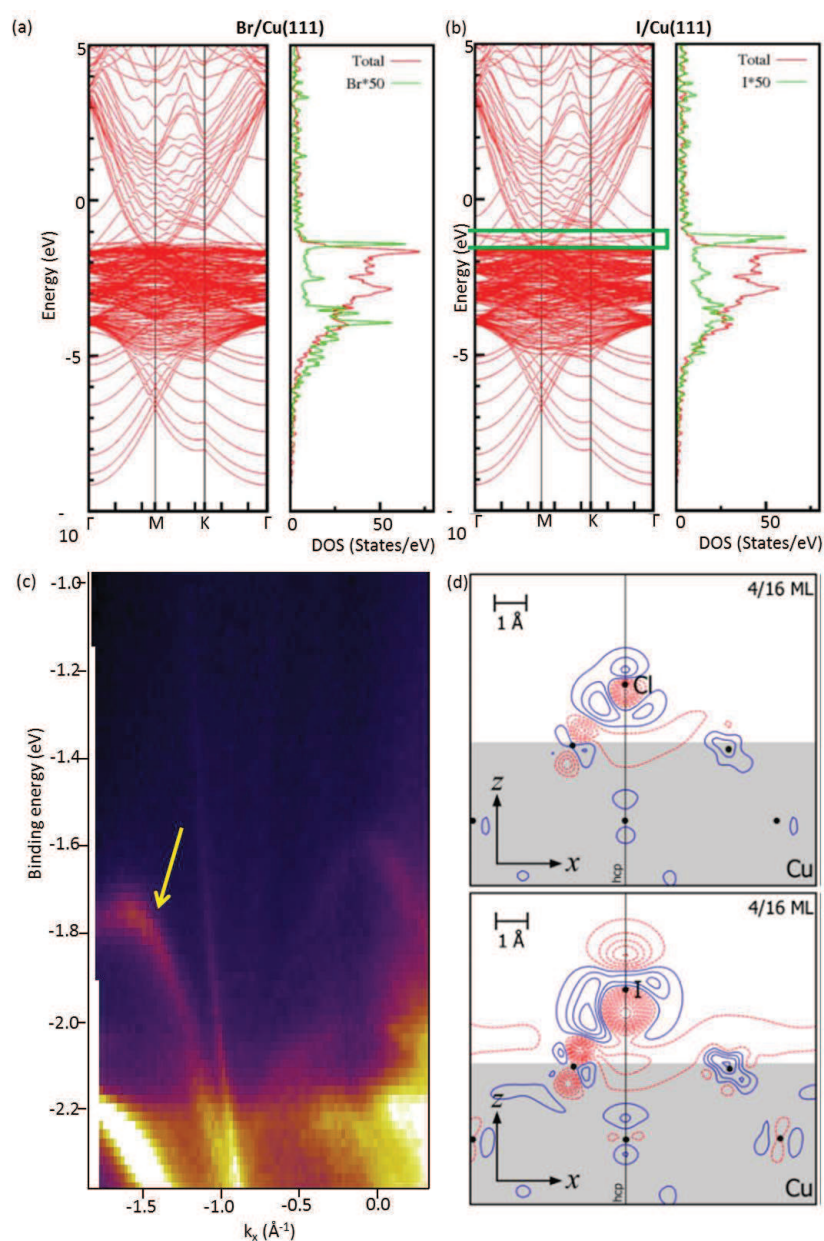 (a) Br/Cu(111)
(b) I/Cu(111)
5
0
-5
-
10
Energy (eV)
Γ M K Γ
Total
Br*50
0 50
DOS (States/eV)
5
0
-5
-
10
Energy (eV)
Γ M K Γ
Total
I*50
0 50
DOS (States/eV)
(c)
-1.0
-1.2
-1.4
-1.6
-1.8
-2.0
-2.2
Binding energy (eV)
-1.5 -1.0 -0.5 0.0
kₓ (Å⁻¹)
(d)
4/16 ML
1 Å
Cl
z
x
hcp
Cu
4/16 ML
1 Å
I
z
x
hcp
Cu